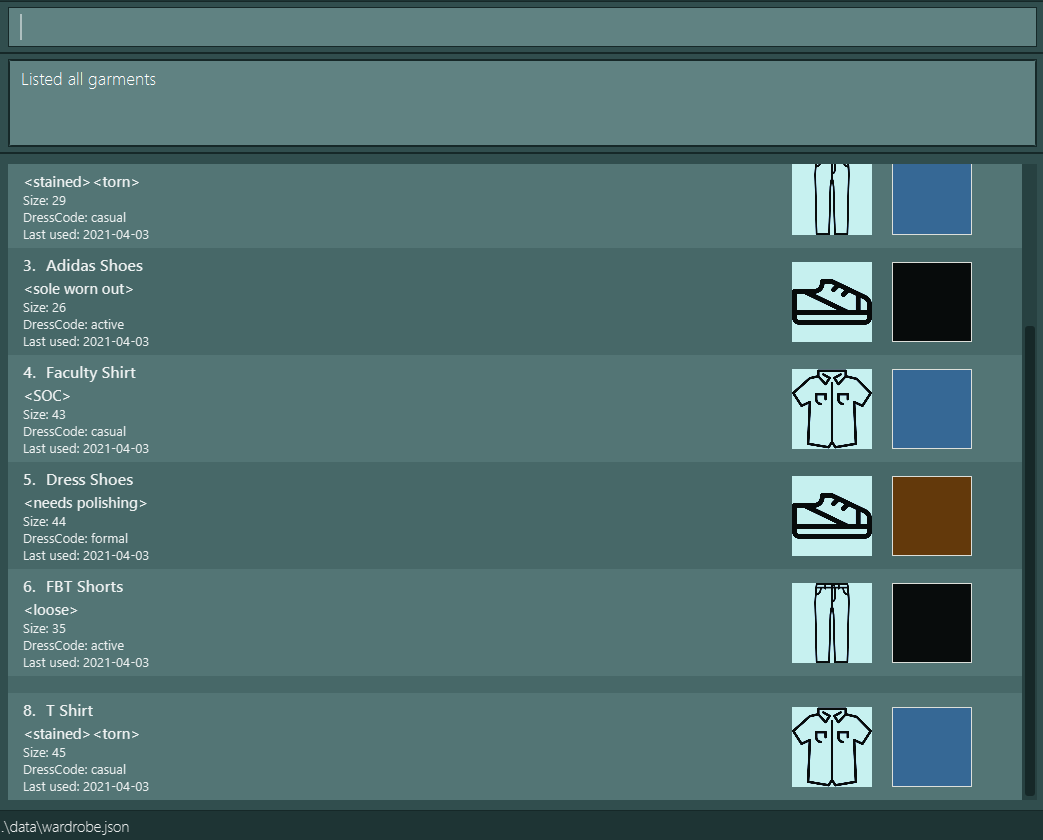 Listed all garments
<stained> <torn>
Size: 29
DressCode: casual
Last used: 2021-04-03
3. Adidas Shoes
<sole worn out>
Size: 26
DressCode: active
Last used: 2021-04-03
4. Faculty Shirt
<SOC>
Size: 43
DressCode: casual
Last used: 2021-04-03
5. Dress Shoes
<needs polishing>
Size: 44
DressCode: formal
Last used: 2021-04-03
6. FBT Shorts
<loose>
Size: 35
DressCode: active
Last used: 2021-04-03
8. T Shirt
<stained> <torn>
Size: 45
DressCode: casual
Last used: 2021-04-03
.\data\wardrobe.json